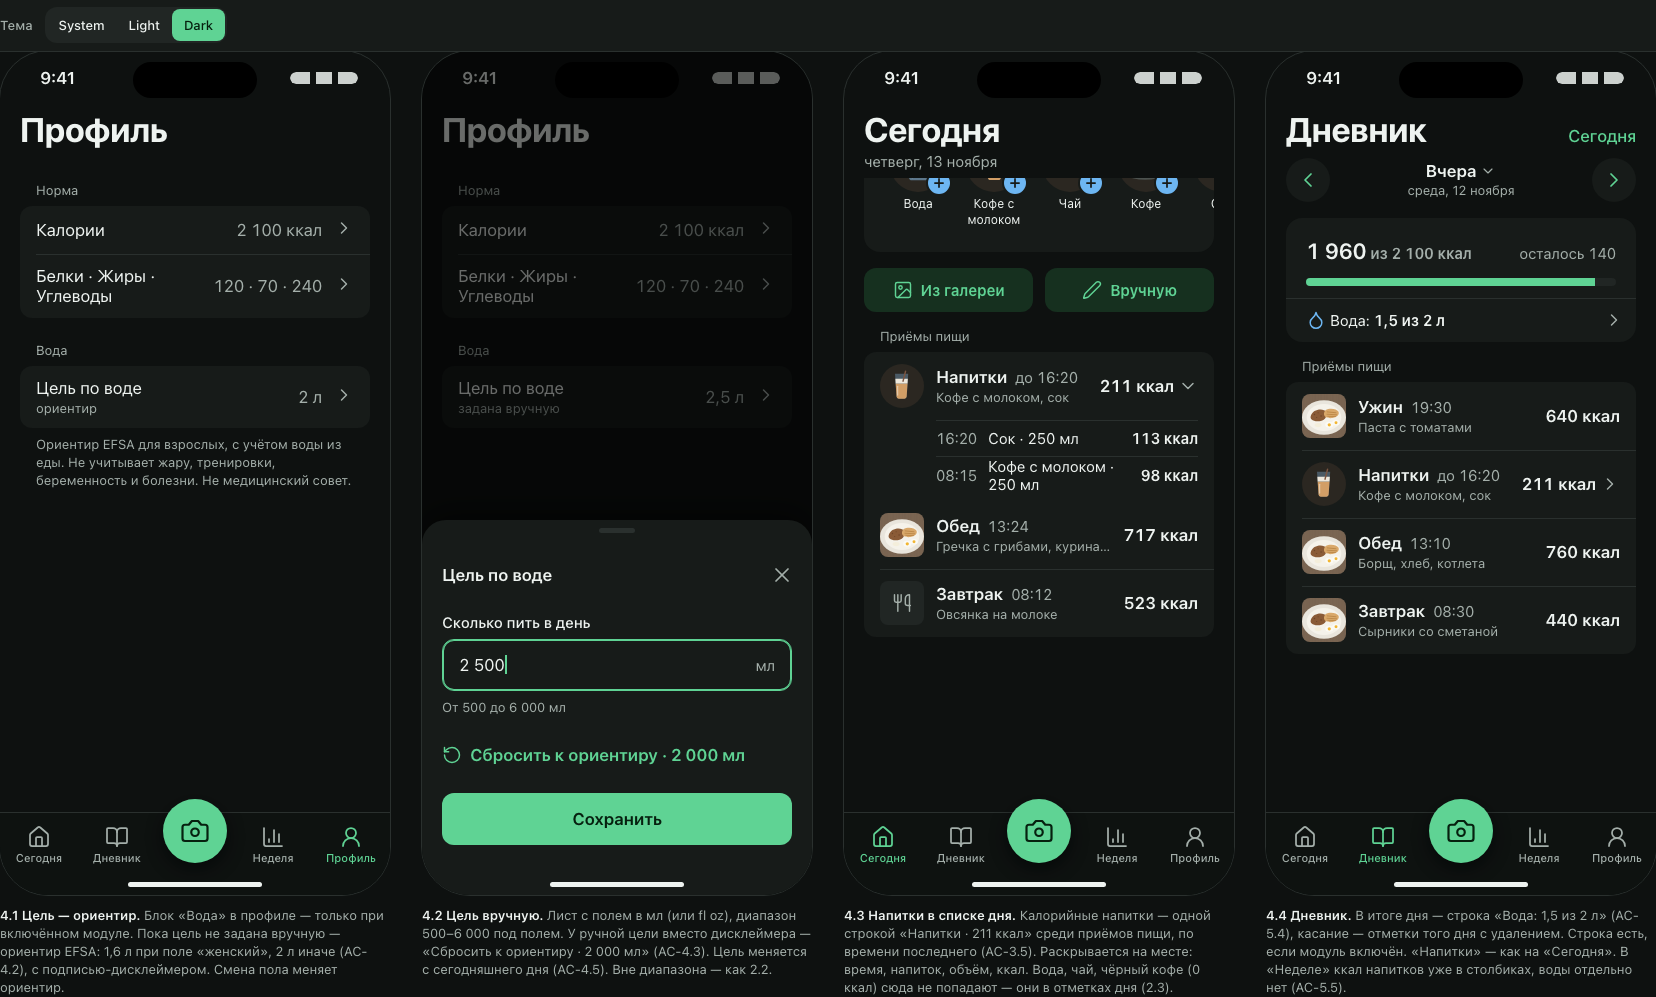 Тема System Light Dark
9:41
Профиль
Норма
Калории 2 100 ккал
Белки · Жиры · Углеводы 120 · 70 · 240
Вода
Цель по воде 2 л
ориентир
Ориентир EFSA для взрослых, с учётом воды из
еды. Не учитывает жару, тренировки,
беременность и болезни. Не медицинский совет.
Сегодня Дневник Неделя Профиль
4.1 Цель — ориентир. Блок «Вода» в профиле — только при
включённом модуле. Пока цель не задана вручную —
ориентир EFSA: 1,6 л при поле «женский», 2 л иначе (AC-
4.2), с подписью-дисклеймером. Смена пола меняет
ориентир.
9:41
Профиль
Норма
Калории 2 100 ккал
Белки · Жиры ·
Углеводы 120 · 70 · 240
Вода
Цель по воде 2,5 л
задана вручную
Цель по воде
Сколько пить в день
2 500 мл
От 500 до 6 000 мл
Сбросить к ориентиру · 2 000 мл
Сохранить
4.2 Цель вручную. Лист с полем в мл (или fl oz), диапазон
500–6 000 под полем. У ручной цели вместо дисклеймера —
«Сбросить к ориентиру · 2 000 мл» (AC-4.3). Цель меняется
с сегодняшнего дня (AC-4.5). Вне диапазона — как 2.2.
9:41
Сегодня
четверг, 13 ноября
Вода Кофе с Чай Кофе
молоком
Из галереи Вручную
Приёмы пищи
Напитки до 16:20 211 ккал
Кофе с молоком, сок
16:20 Сок · 250 мл 113 ккал
08:15 Кофе с молоком ·
250 мл 98 ккал
Обед 13:24 717 ккал
Гречка с грибами, курина...
Завтрак 08:12 523 ккал
Овсянка на молоке
Сегодня Дневник Неделя Профиль
4.3 Напитки в списке дня. Калорийные напитки — одной
строкой «Напитки · 211 ккал» среди приёмов пищи, по
времени последнего (AC-3.5). Раскрывается на месте:
время, напиток, объём, ккал. Вода, чай, чёрный кофе (0
ккал) сюда не попадают — они в отметках дня (2.3).
9:41
Дневник Сегодня
Вчера
среда, 12 ноября
1 960 из 2 100 ккал осталось 140
Вода: 1,5 из 2 л
Приёмы пищи
Ужин 19:30 640 ккал
Паста с томатами
Напитки до 16:20 211 ккал
Кофе с молоком, сок
Обед 13:10 760 ккал
Борщ, хлеб, котлета
Завтрак 08:30 440 ккал
Сырники со сметаной
Сегодня Дневник Неделя Профиль
4.4 Дневник. В итоге дня — строка «Вода: 1,5 из 2 л» (AC-
5.4), касание — отметки того дня с удалением. Строка есть,
если модуль включён. «Напитки» — как на «Сегодня». В
«Неделе» ккал напитков уже в столбиках, воды отдельно
нет (AC-5.5).